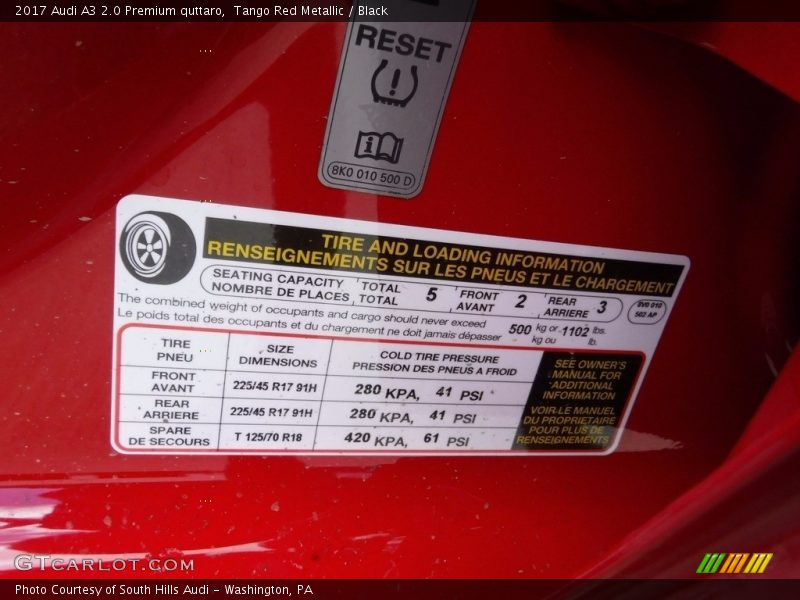 2017 Audi A3 2.0 Premium quttaro,  Tango Red Metallic / Black
RESET
8K0 010 500 D
TIRE AND LOADING INFORMATION
RENSEIGNEMENTS SUR LES PNEUS ET LE CHARGEMENT
SEATING CAPACITY TOTAL 5 FRONT 2 REAR 3
NOMBRE DE PLACES TOTAL AVANT ARRIERE
8V0 010
502 AP
The combined weight of occupants and cargo should never exceed 500 kg or 1102 lbs.
Le poids total des occupants et du chargement ne doit jamais dépasser kg ou lb.
TIRE SIZE COLD TIRE PRESSURE
PNEU DIMENSIONS PRESSION DES PNEUS A FROID
FRONT
AVANT 225/45 R17 91H 280 KPA, 41 PSI
REAR
ARRIERE 225/45 R17 91H 280 KPA, 41 PSI
SPARE
DE SECOURS T 125/70 R18 420 KPA, 61 PSI
SEE OWNER'S
MANUAL FOR
ADDITIONAL
INFORMATION
VOIR LE MANUEL
DU PROPRIETAIRE
POUR PLUS DE
RENSEIGNEMENTS
GTCARLOT.COM
Photo Courtesy of South Hills Audi - Washington, PA